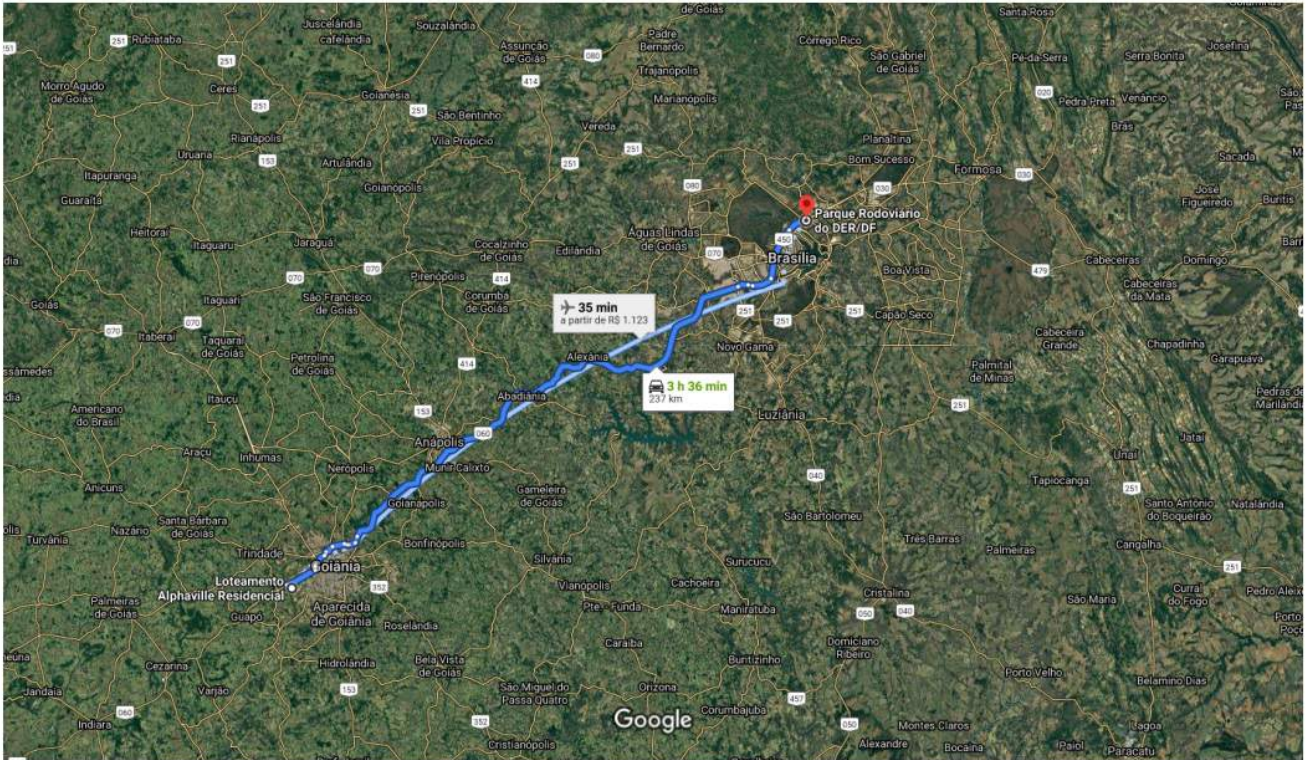 de Goiás
Santa Rosa
Juscelândia
cafelândia
Souzalândia
251
Rubiataba
251
Assunção
de Goiás
080
Padre
Bernardo
Córrego Rico
São Gabriel
de Goiás
Pé-da-Serra
Serra Bonita
Josefina
251
Trajanópolis
Morro Agudo
de Goiás
Ceres
251
Goianésia
251
414
Marianópolis
020
Pedra Preta
Venâncio
São Bentinho
Vereda
Brás
Rianápolis
Vila Propício
251
Planaltina
Uruana
153
Artulândia
251
Bom Sucesso
Sacada
Itapuranga
Goianópolis
080
030
Formosa
030
José
Figueiredo
Buritis
Guaraíta
Parque Rodoviário
do DER/DF
Heitoraí
Itaguaru
Jaraguá
Cocalzinho
de Goiás
Edilândia
Águas Lindas
de Goiás
450
070
Brasília
070
070
Pirenópolis
414
Boa Vista
479
Cabeceiras
Domingo
Goiás
Itaguari
São Francisco
de Goiás
Corumbá
de Goiás
35 min
a partir de R$ 1.123
Cabeceiras
da Mata
070
070
251
251
251
Capão Seco
Itaberaí
Taquaral
de Goiás
Petrolina
de Goiás
414
Alexânia
Novo Gama
Cabeceira
Grande
Chapadinha
Garapuava
Palmital
de Minas
3 h 36 min
237 km
Itauçu
Abadiânia
Americano
do Brasil
153
060
Luziânia
251
Pedras de
Marilândia
Anápolis
Araçu
Inhumas
Nerópolis
Munir Calixto
Jataí
Unaí
Anicuns
Goianápolis
Gameleira
de Goiás
040
Tapiocanga
251
Santo Antônio
do Boqueirão
Natalândia
Turvânia
Nazário
Santa Bárbara
de Goiás
São Bartolomeu
Trindade
Goiânia
Bonfinópolis
Três Barras
Palmeiras
Cangalha
Loteamento
Alphaville Residencial
352
Silvânia
Surucucu
251
Palmeiras
de Goiás
Guapó
Aparecida
de Goiânia
Vianópolis
Cachoeira
Cristalina
São Maria
Curral
do Fogo
Roselândia
Pte. - Funda
Maniratuba
050
040
Cezarina
Hidrolândia
Bela Vista
de Goiás
Caraíba
Domiciano
Ribeiro
Buritizinho
Porto Velho
Belamino Dias
Jandaia
Varjão
153
São Miguel do
Passa Quatro
Orizona
457
060
Indiara
352
Google
Corumbajuba
050
Montes Claros
Lagoa
Cristianópolis
Alexandre
Bocaina
Paiol
Paracatu